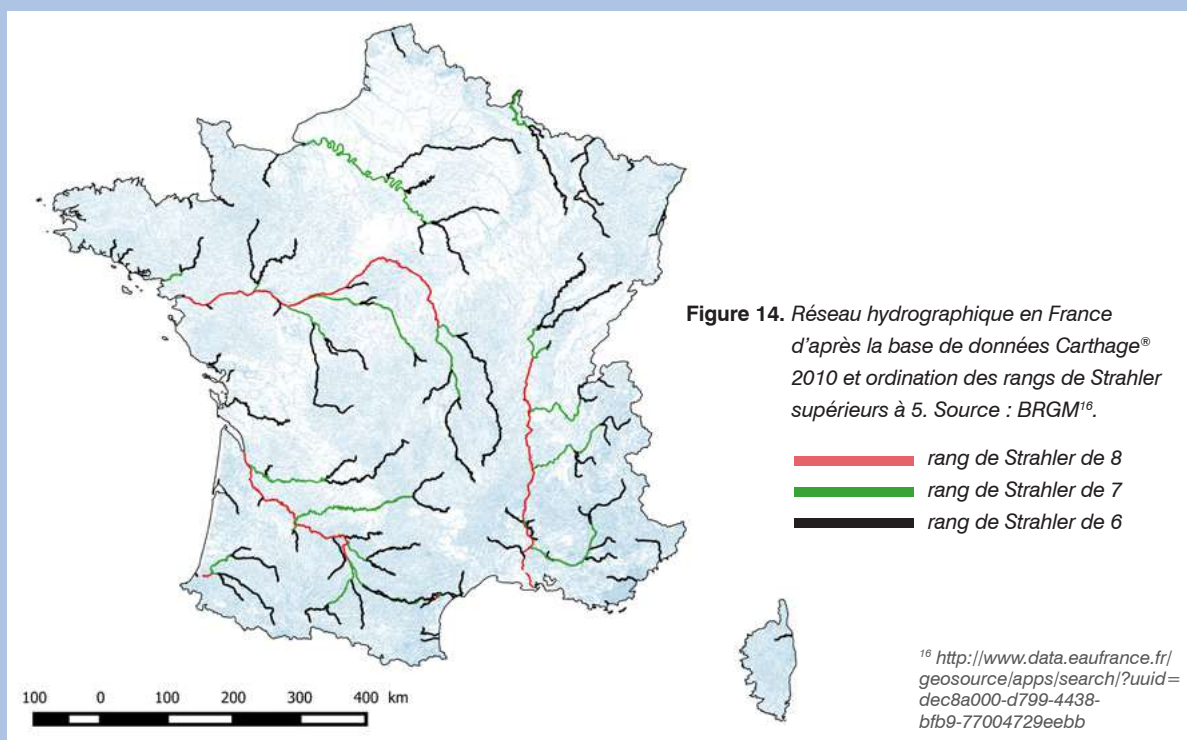 Figure 14. Réseau hydrographique en France
d'après la base de données Carthage®
2010 et ordination des rangs de Strahler
supérieurs à 5. Source : BRGM¹⁶.
rang de Strahler de 8
rang de Strahler de 7
rang de Strahler de 6
¹⁶ http://www.data.eaufrance.fr/
geosource/apps/search/?uuid=
dec8a000-d799-4438-
bfb9-77004729eebb
100 0 100 200 300 400 km